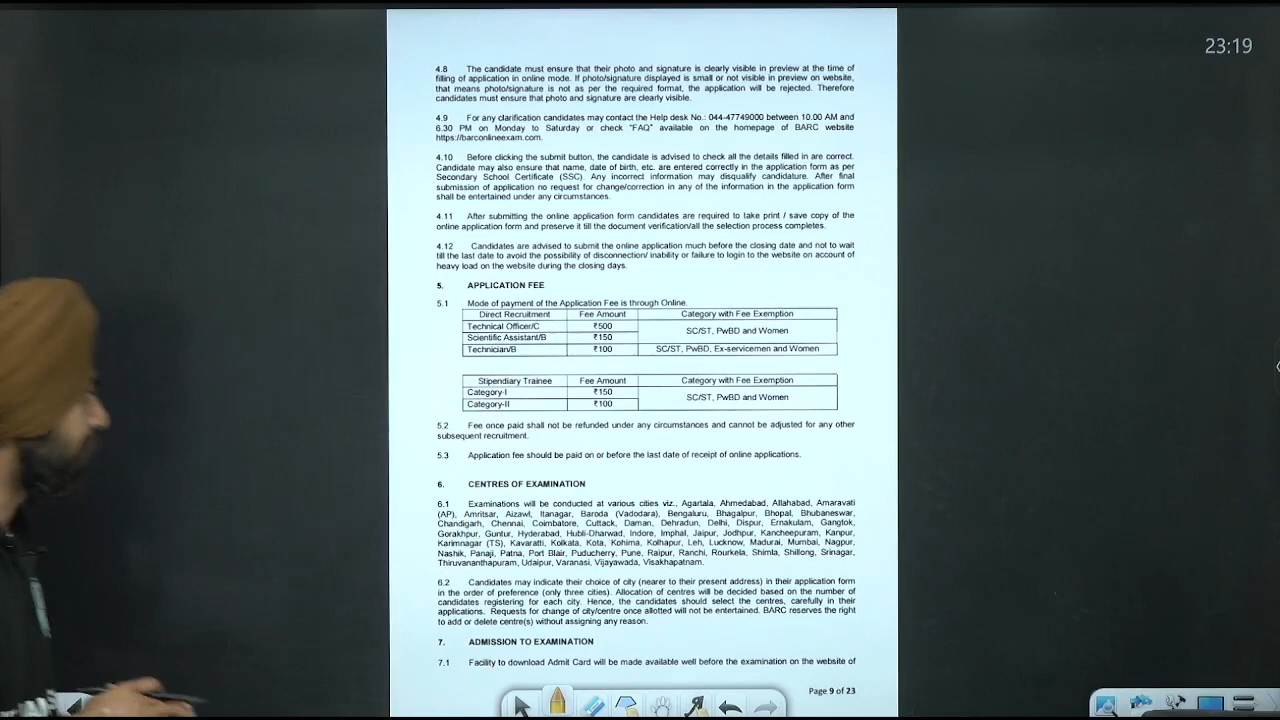 23:19
4.8 The candidate must ensure that their photo and signature is clearly visible in preview at the time of
filling of application in online mode. If photo/signature displayed is small or not visible in preview on website,
that means photo/signature is not as per the required format, the application will be rejected. Therefore
candidates must ensure that photo and signature are clearly visible.
4.9 For any clarification candidates may contact the Help desk No.: 044-47749000 between 10.00 AM and
6.30 PM on Monday to Saturday or check "FAQ" available on the homepage of BARC website
https://barconlineexam.com.
4.10 Before clicking the submit button, the candidate is advised to check all the details filled in are correct.
Candidate may also ensure that name, date of birth, etc. are entered correctly in the application form as per
Secondary School Certificate (SSC). Any incorrect information may disqualify candidature. After final
submission of application no request for change/correction in any of the information in the application form
shall be entertained under any circumstances.
4.11 After submitting the online application form candidates are required to take print / save copy of the
online application form and preserve it till the document verification/all the selection process completes.
4.12 Candidates are advised to submit the online application much before the closing date and not to wait
till the last date to avoid the possibility of disconnection/ inability or failure to login to the website on account of
heavy load on the website during the closing days.
5. APPLICATION FEE
5.1 Mode of payment of the Application Fee is through Online.
Direct Recruitment Fee Amount Category with Fee Exemption
Technical Officer/C ₹500 SC/ST, PwBD and Women
Scientific Assistant/B ₹150
Technician/B ₹100 SC/ST, PwBD, Ex-servicemen and Women
Stipendiary Trainee Fee Amount Category with Fee Exemption
Category-I ₹150 SC/ST, PwBD and Women
Category-II ₹100
5.2 Fee once paid shall not be refunded under any circumstances and cannot be adjusted for any other
subsequent recruitment.
5.3 Application fee should be paid on or before the last date of receipt of online applications.
6. CENTRES OF EXAMINATION
6.1 Examinations will be conducted at various cities viz., Agartala, Ahmedabad, Allahabad, Amaravati
(AP), Amritsar, Aizawl, Itanagar, Baroda (Vadodara), Bengaluru, Bhagalpur, Bhopal, Bhubaneswar,
Chandigarh, Chennai, Coimbatore, Cuttack, Daman, Dehradun, Delhi, Dispur, Ernakulam, Gangtok,
Gorakhpur, Guntur, Hyderabad, Hubli-Dharwad, Indore, Imphal, Jaipur, Jodhpur, Kancheepuram, Kanpur,
Karimnagar (TS), Kavaratti, Kolkata, Kota, Kohima, Kolhapur, Leh, Lucknow, Madurai, Mumbai, Nagpur,
Nashik, Panaji, Patna, Port Blair, Puducherry, Pune, Raipur, Ranchi, Rourkela, Shimla, Shillong, Srinagar,
Thiruvananthapuram, Udaipur, Varanasi, Vijayawada, Visakhapatnam.
6.2 Candidates may indicate their choice of city (nearer to their present address) in their application form
in the order of preference (only three cities). Allocation of centres will be decided based on the number of
candidates registering for each city. Hence, the candidates should select the centres, carefully in their
applications. Requests for change of city/centre once allotted will not be entertained. BARC reserves the right
to add or delete centre(s) without assigning any reason.
7. ADMISSION TO EXAMINATION
7.1 Facility to download Admit Card will be made available well before the examination on the website of
Page 9 of 23